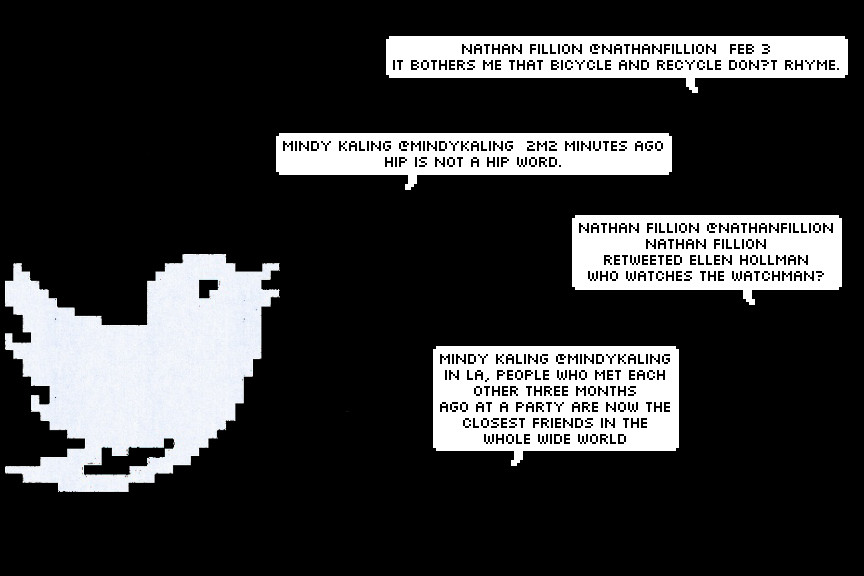 NATHAN FILLION @NATHANFILLION FEB 3
IT BOTHERS ME THAT BICYCLE AND RECYCLE DON?T RHYME.
MINDY KALING @MINDYKALING 2M2 MINUTES AGO
HIP IS NOT A HIP WORD.
NATHAN FILLION @NATHANFILLION
NATHAN FILLION
RETWEETED ELLEN HOLLMAN
WHO WATCHES THE WATCHMAN?
MINDY KALING @MINDYKALING
IN LA, PEOPLE WHO MET EACH
OTHER THREE MONTHS
AGO AT A PARTY ARE NOW THE
CLOSEST FRIENDS IN THE
WHOLE WIDE WORLD